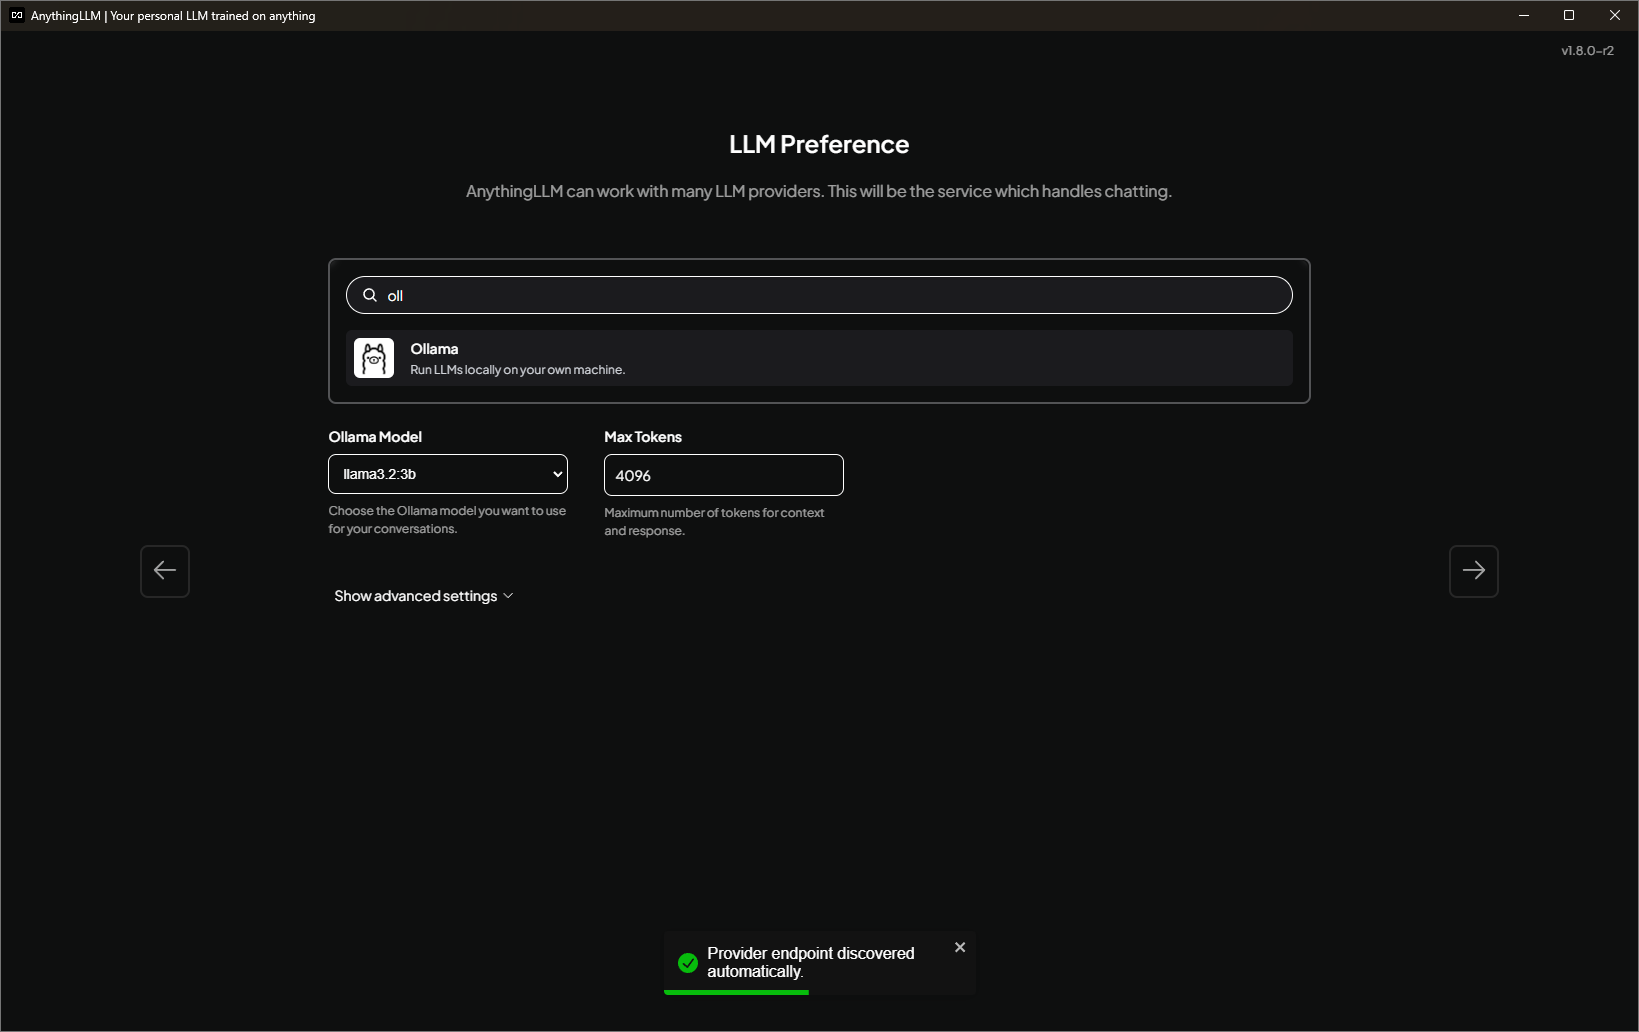 AnythingLLM | Your personal LLM trained on anything
v1.8.0-r2
LLM Preference
AnythingLLM can work with many LLM providers. This will be the service which handles chatting.
oll
Ollama
Run LLMs locally on your own machine.
Ollama Model
Max Tokens
llama3.2:3b
4096
Choose the Ollama model you want to use
for your conversations.
Maximum number of tokens for context
and response.
Show advanced settings
Provider endpoint discovered
automatically.